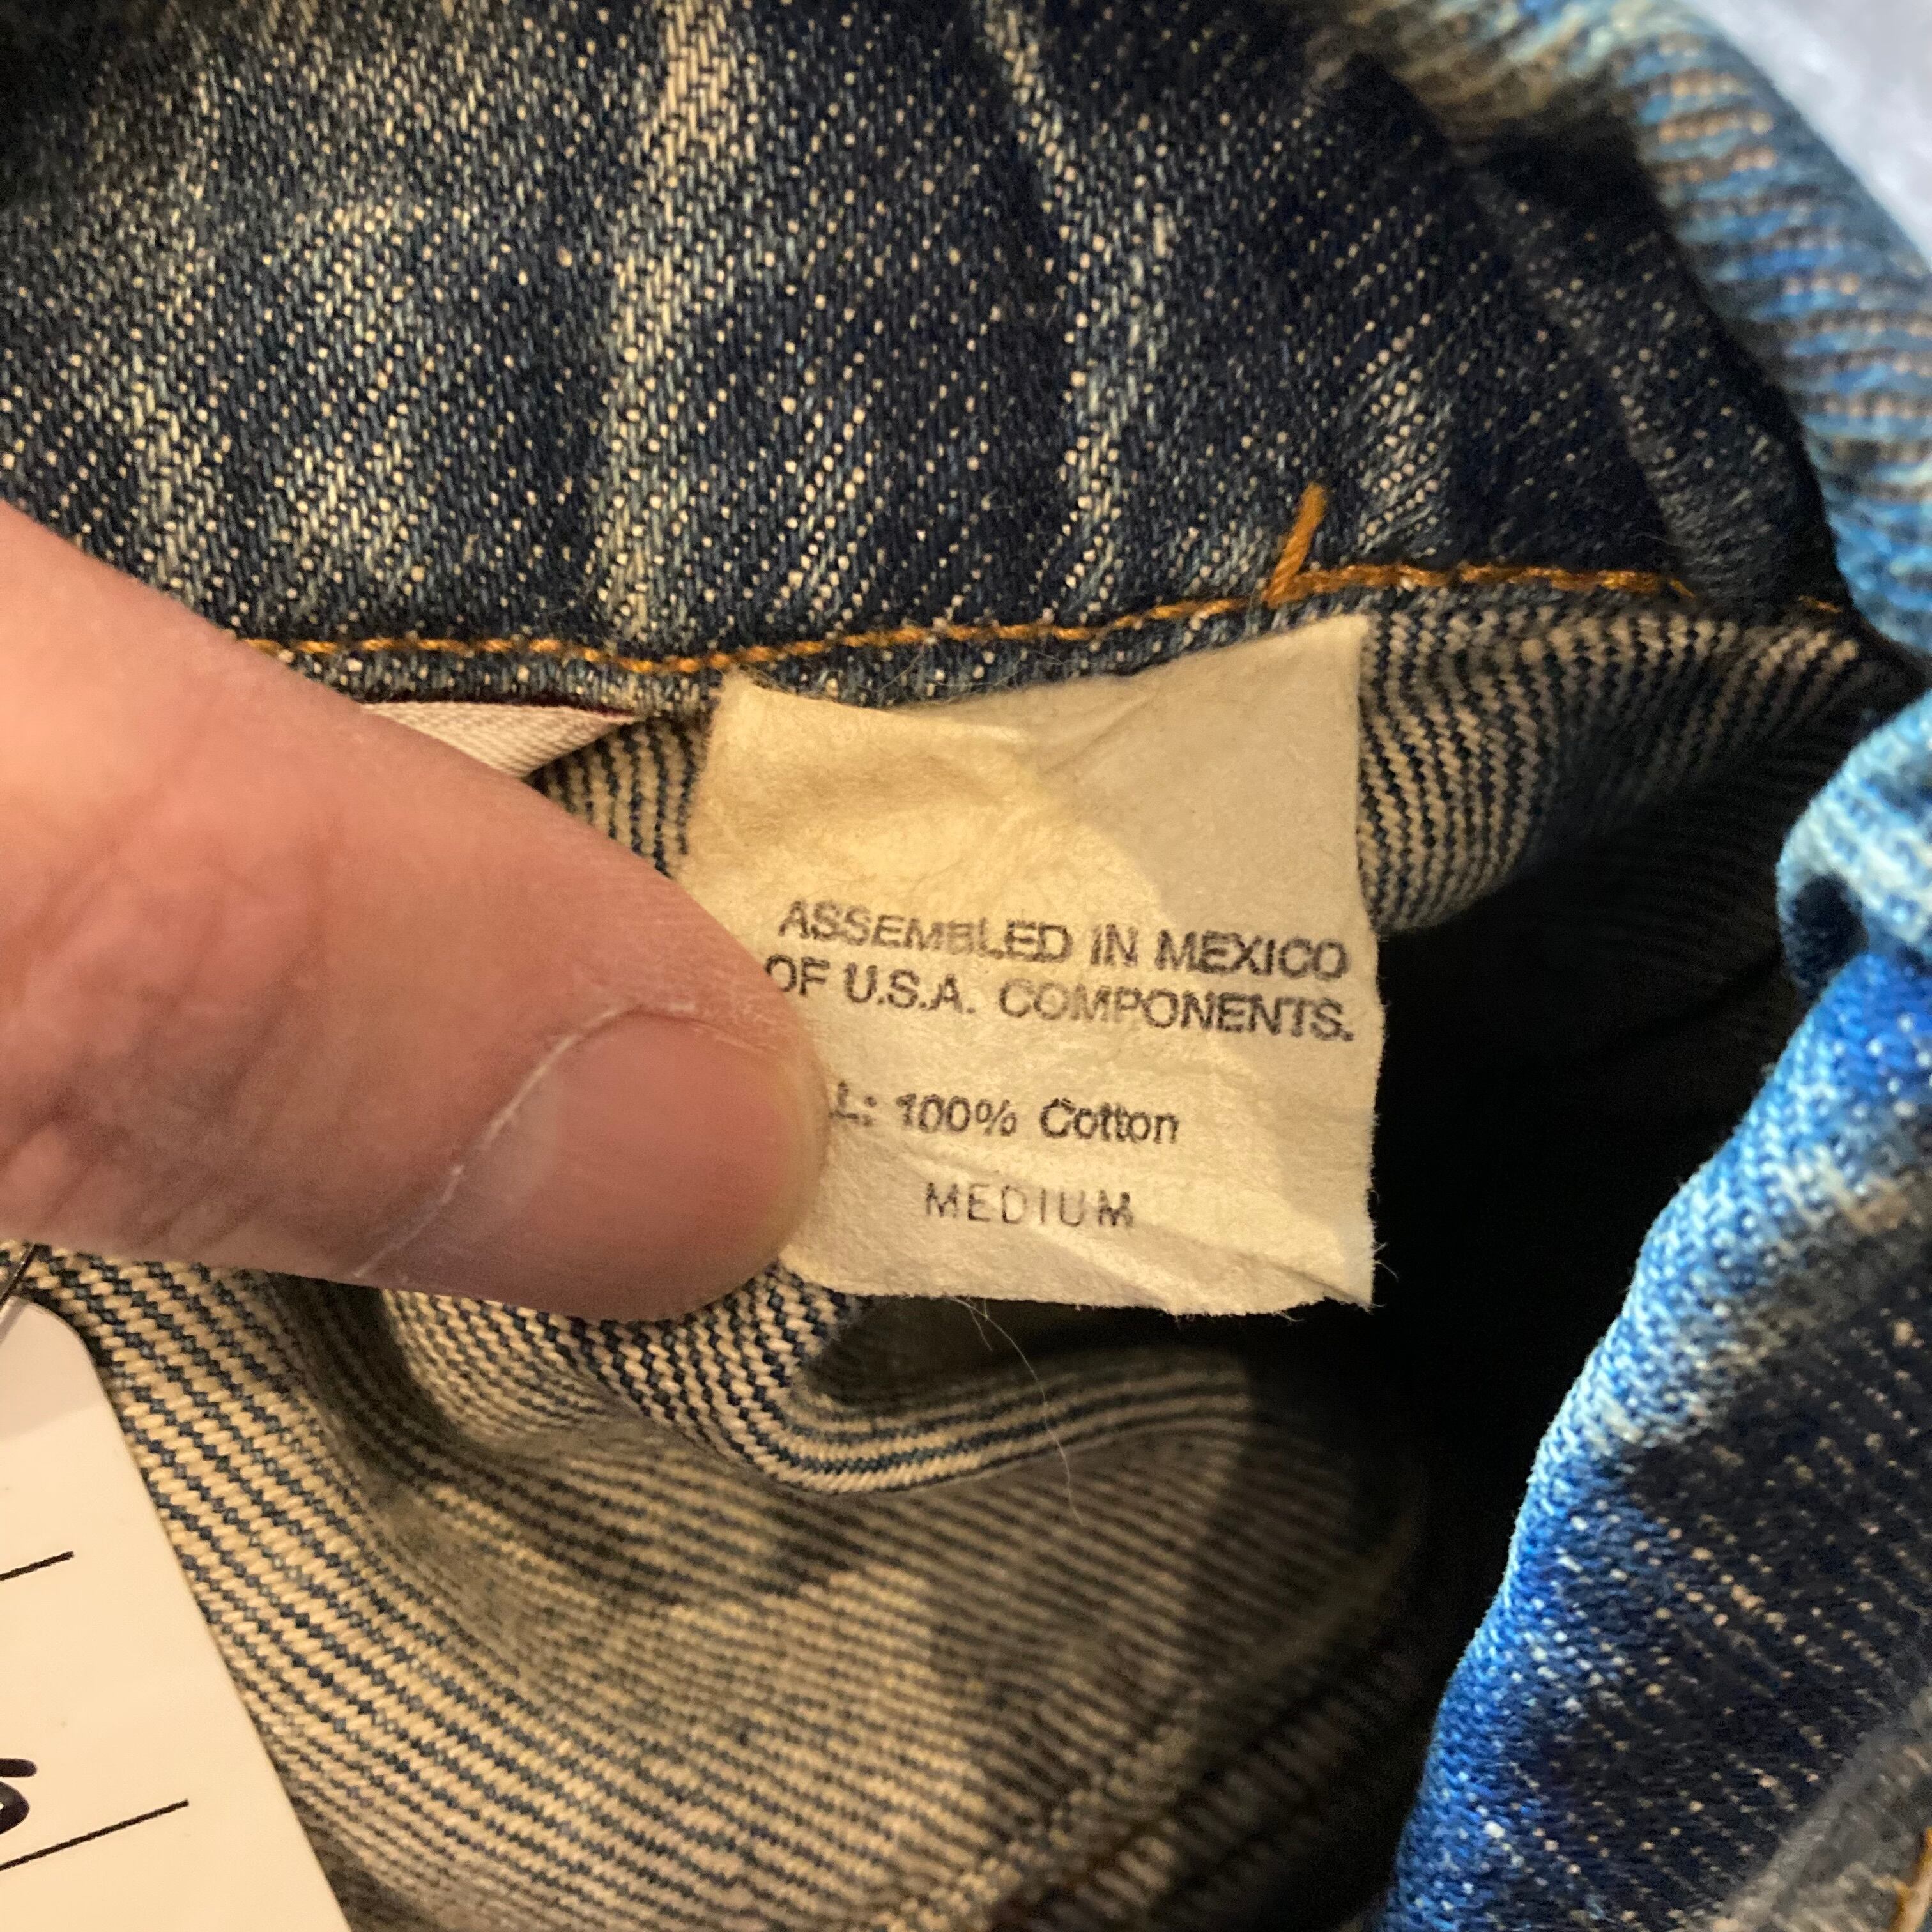 ASSEMBLED IN MEXICO
OF U.S.A. COMPONENTS.
L: 100% Cotton
MEDIUM